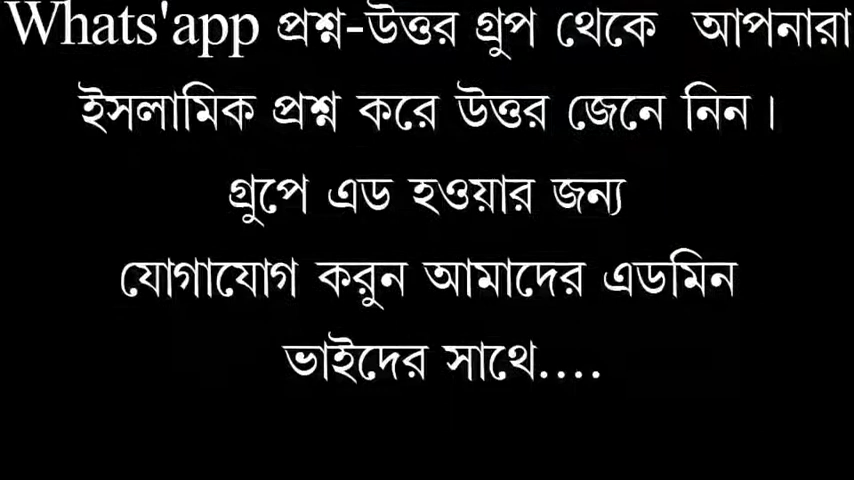 Whats'app প্রশ্ন-উত্তর গ্রুপ থেকে আপনারা
ইসলামিক প্রশ্ন করে উত্তর জেনে নিন।
গ্রুপে এড হওয়ার জন্য
যোগাযোগ করুন আমাদের এডমিন
ভাইদের সাথে....